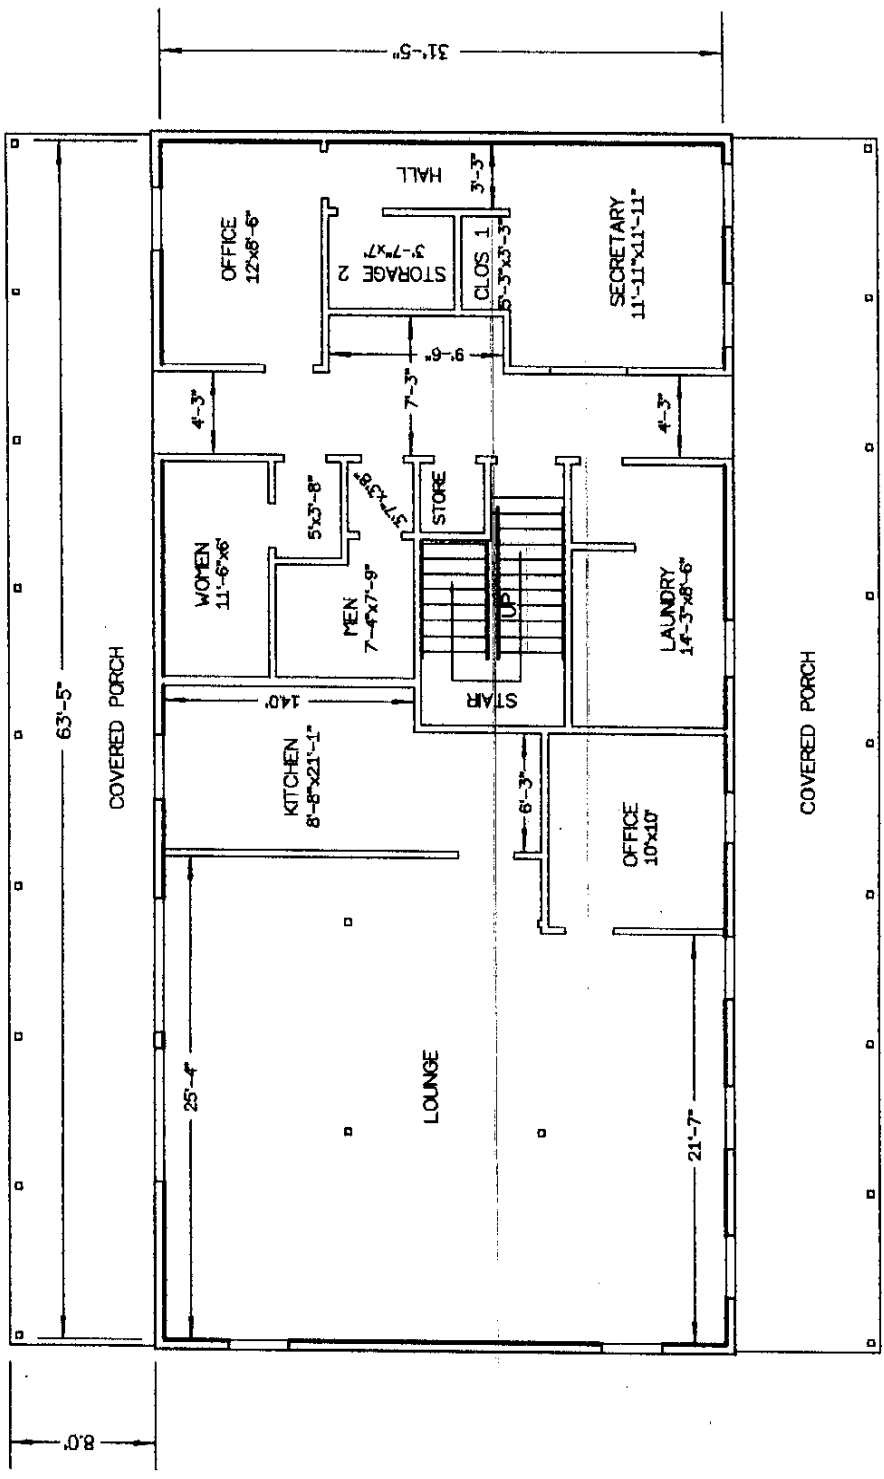 31'-5"
HALL
3'-3"
OFFICE
12'x8'-6"
STORAGE 2
3'-7"x7'
CLOS 1
5'-3"x3'-3"
SECRETARY
11'-11"x11'-11"
9'-6"
7'-3"
4'-3"
4'-3"
WOMEN
11'-6"x6'
5'x3'-8"
3'7"x3'8"
STORE
MEN
7'-4"x7'-9"
UP
STAIR
LAUNDRY
14'-3"x8'-6"
COVERED PORCH
63'-5"
14.0'
KITCHEN
8'-8"x21'-1"
6'-3"
OFFICE
10'x10'
COVERED PORCH
25'-4"
LOUNGE
21'-7"
8.0'